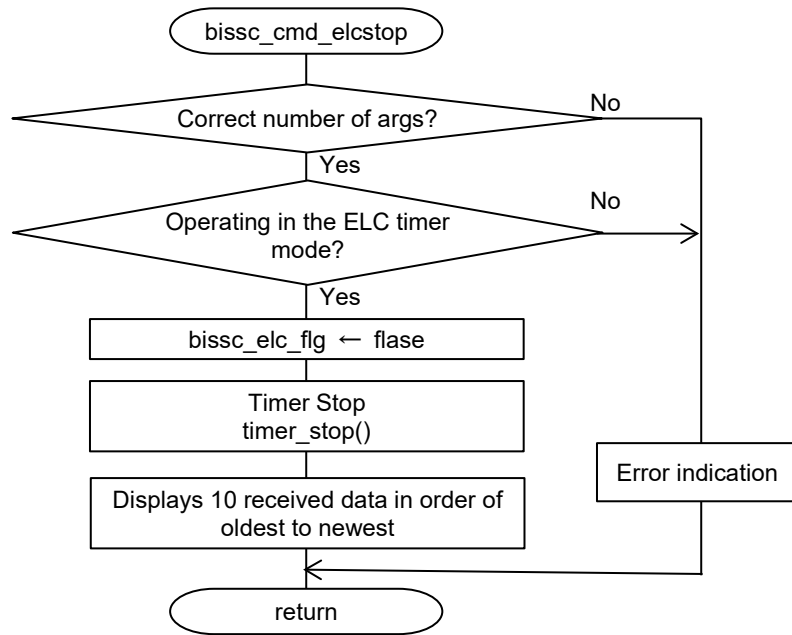 bissc_cmd_elcstop
No
Correct number of args?
Yes
No
Operating in the ELC timer
mode?
Yes
bissc_elc_flg ← flase
Timer Stop
timer_stop()
Error indication
Displays 10 received data in order of
oldest to newest
return